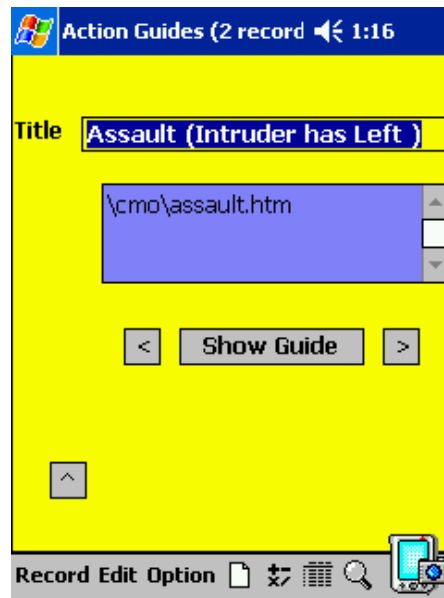 Action Guides (2 record 1:16
Title Assault (Intruder has Left )
\cmo\assault.htm
< Show Guide >
^
Record Edit Option